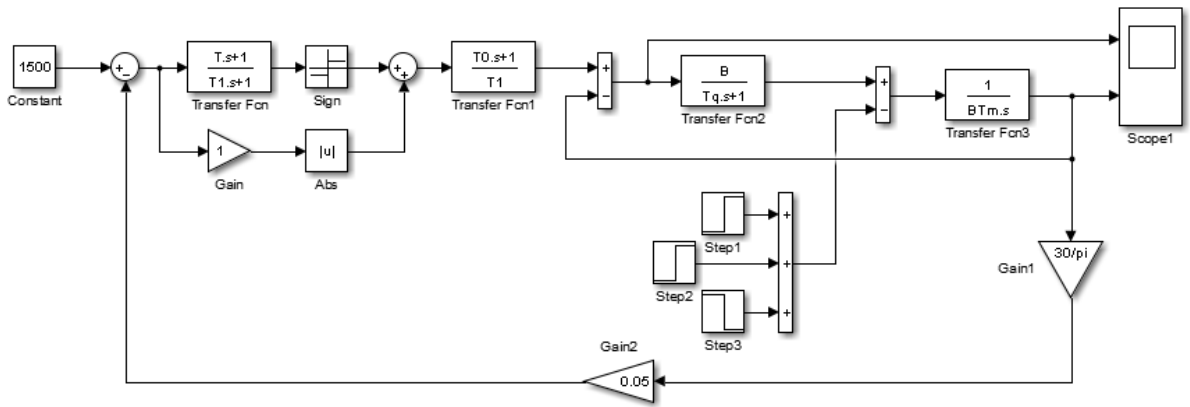 1500
Constant
T.s+1
T1.s+1
Transfer Fcn
Sign
T0.s+1
T1
Transfer Fcn1
B
Tq.s+1
Transfer Fcn2
1
BTm.s
Transfer Fcn3
Scope1
1
Gain
|u|
Abs
Step1
Step2
Step3
30/pi
Gain1
Gain2
0.05